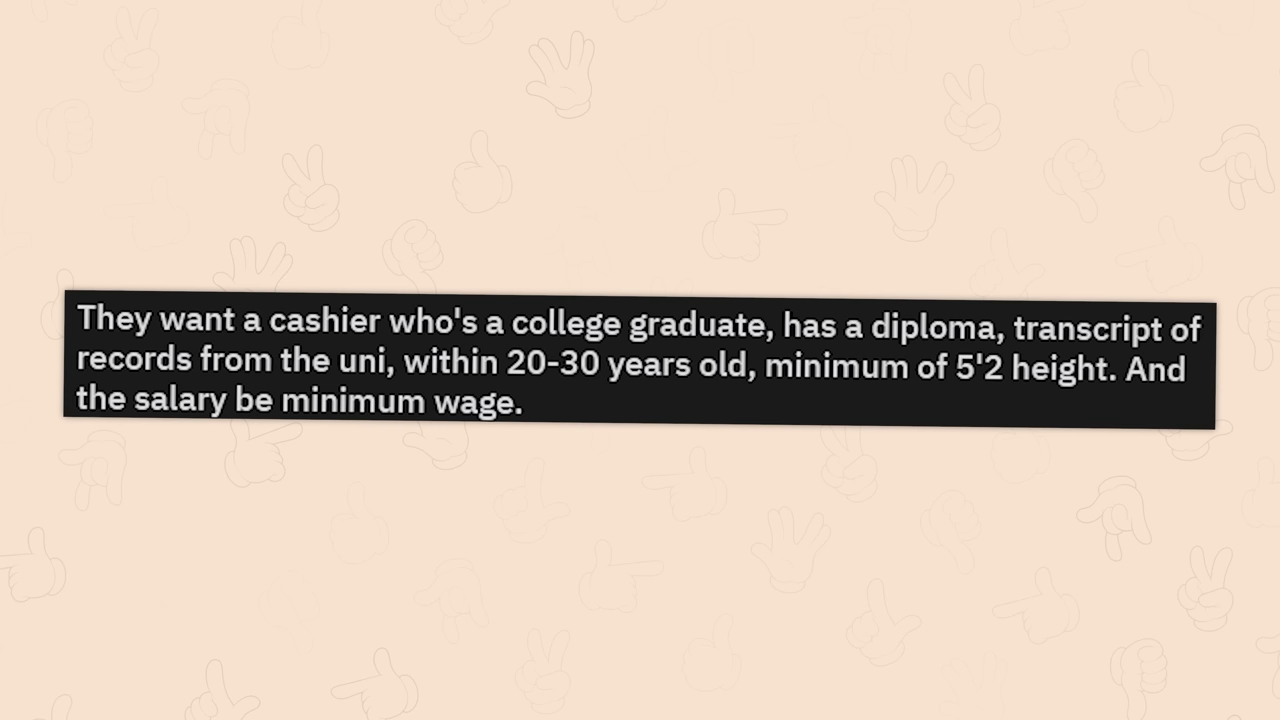 They want a cashier who's a college graduate, has a diploma, transcript of
records from the uni, within 20-30 years old, minimum of 5'2 height. And
the salary be minimum wage.